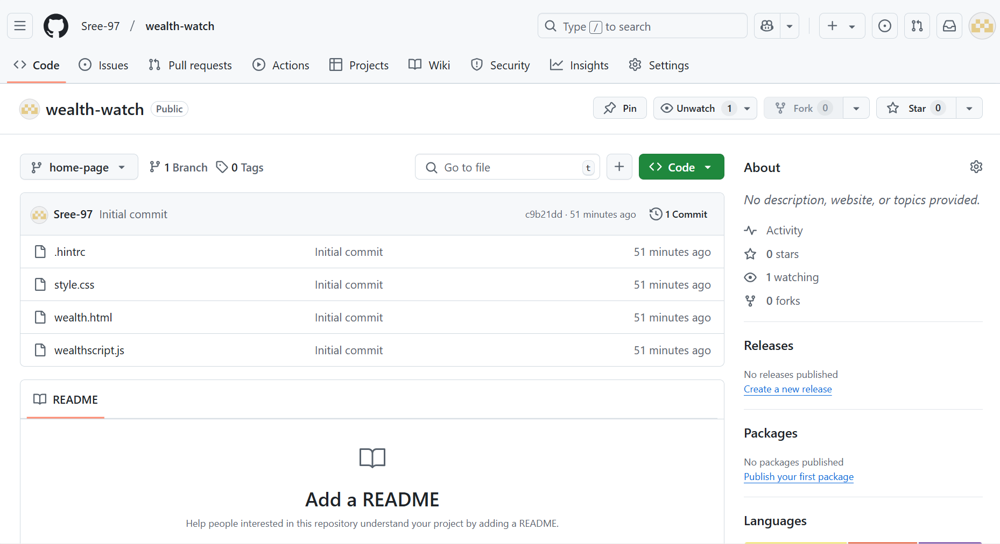 Sree-97 / wealth-watch
Type / to search
Code Issues Pull requests Actions Projects Wiki Security Insights Settings
wealth-watch Public
Pin Unwatch 1 Fork 0 Star 0
home-page 1 Branch 0 Tags
Go to file t
Code
Sree-97 Initial commit c9b21dd · 51 minutes ago 1 Commit
.hintrc Initial commit 51 minutes ago
style.css Initial commit 51 minutes ago
wealth.html Initial commit 51 minutes ago
wealthscript.js Initial commit 51 minutes ago
README
Add a README
Help people interested in this repository understand your project by adding a README.
About
No description, website, or topics provided.
Activity
0 stars
1 watching
0 forks
Releases
No releases published
Create a new release
Packages
No packages published
Publish your first package
Languages